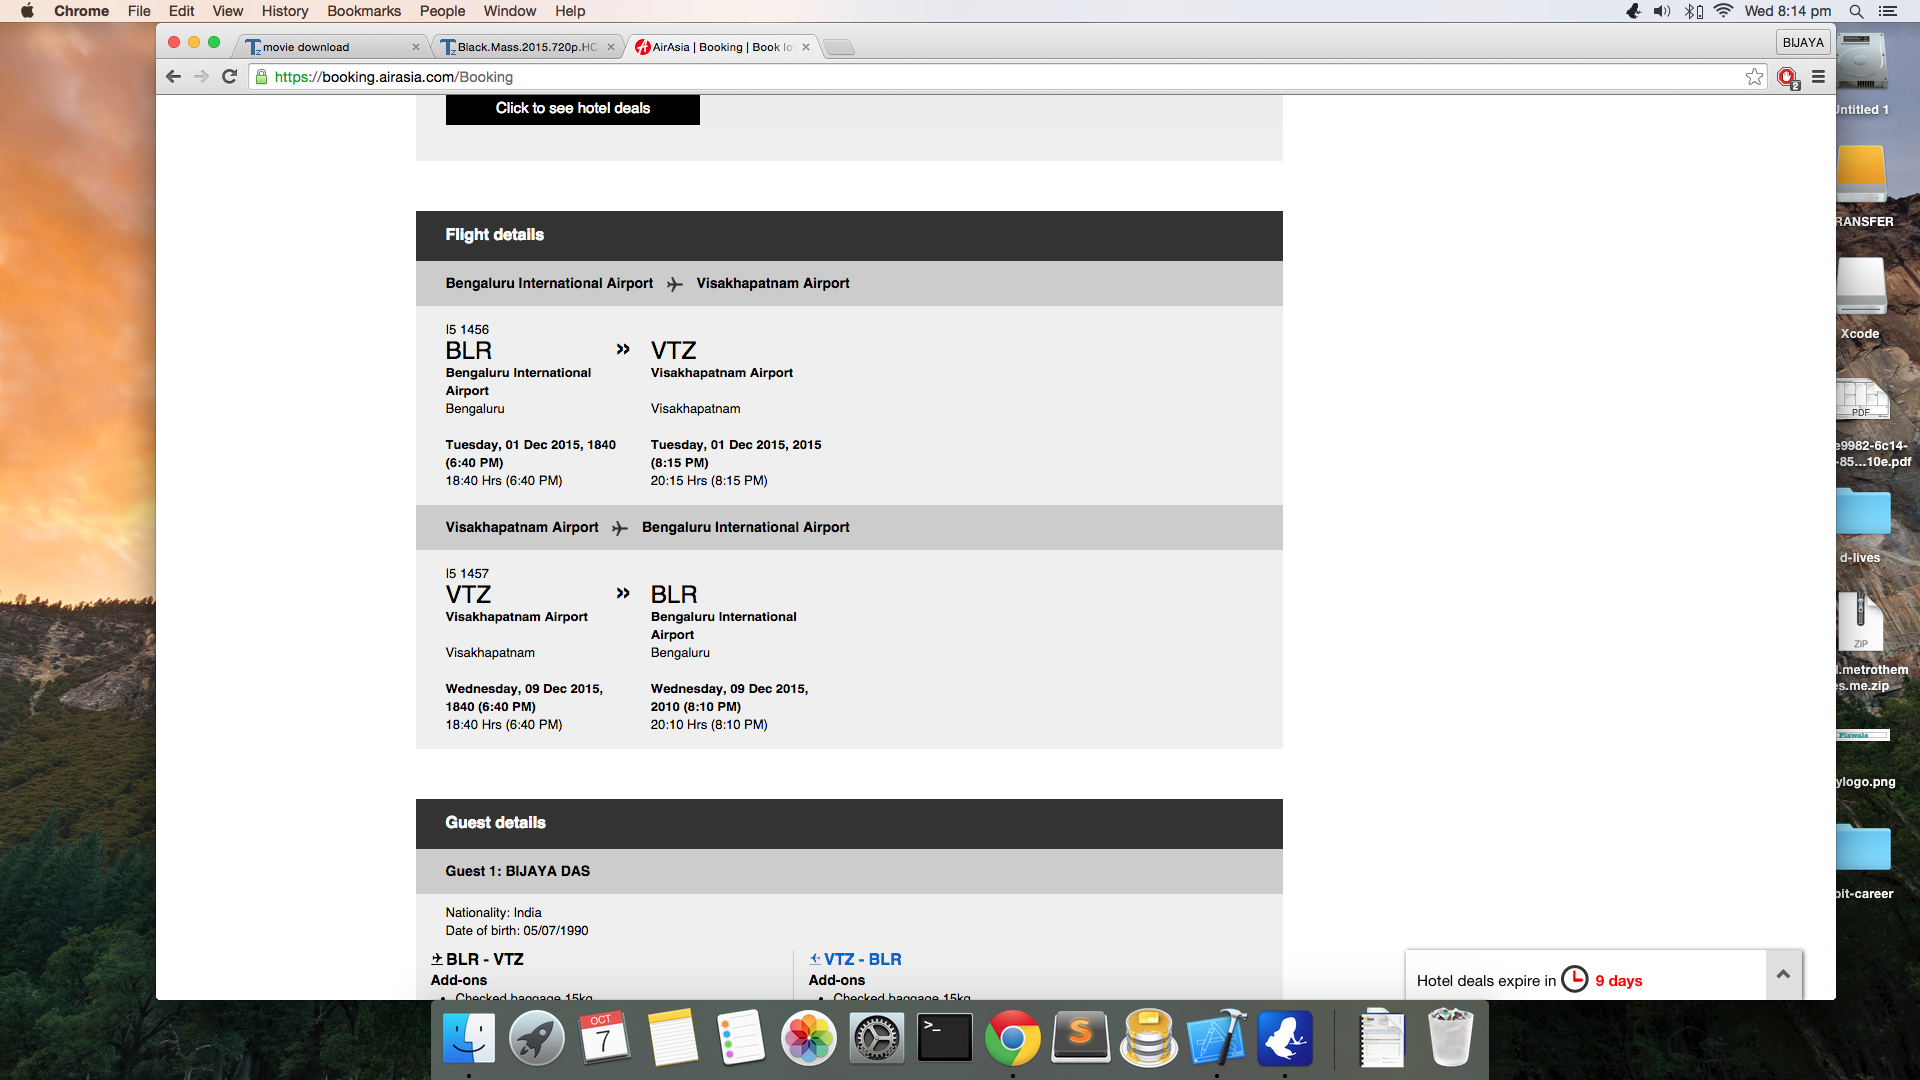 Chrome File Edit View History Bookmarks People Window Help
Wed 8:14 pm
movie download
Black.Mass.2015.720p.HC
AirAsia | Booking | Book lo
BIJAYA
https://booking.airasia.com/Booking
2
Click to see hotel deals
Flight details
Bengaluru International Airport Visakhapatnam Airport
I5 1456
BLR » VTZ
Bengaluru International Airport
Visakhapatnam Airport
Bengaluru
Visakhapatnam
Tuesday, 01 Dec 2015, 1840 (6:40 PM)
18:40 Hrs (6:40 PM)
Tuesday, 01 Dec 2015, 2015 (8:15 PM)
20:15 Hrs (8:15 PM)
Visakhapatnam Airport Bengaluru International Airport
I5 1457
VTZ » BLR
Visakhapatnam Airport
Bengaluru International Airport
Visakhapatnam
Bengaluru
Wednesday, 09 Dec 2015, 1840 (6:40 PM)
18:40 Hrs (6:40 PM)
Wednesday, 09 Dec 2015, 2010 (8:10 PM)
20:10 Hrs (8:10 PM)
Guest details
Guest 1: BIJAYA DAS
Nationality: India
Date of birth: 05/07/1990
BLR - VTZ
Add-ons
• Checked baggage 15kg
VTZ - BLR
Add-ons
• Checked baggage 15kg
Hotel deals expire in 9 days
Untitled 1
RANSFER
Xcode
PDF
e9982-6c14-
-85...10e.pdf
d-lives
ZIP
l.metrothem
es.me.zip
Fizwals
ylogo.png
bit-career
OCT
7
>_
S